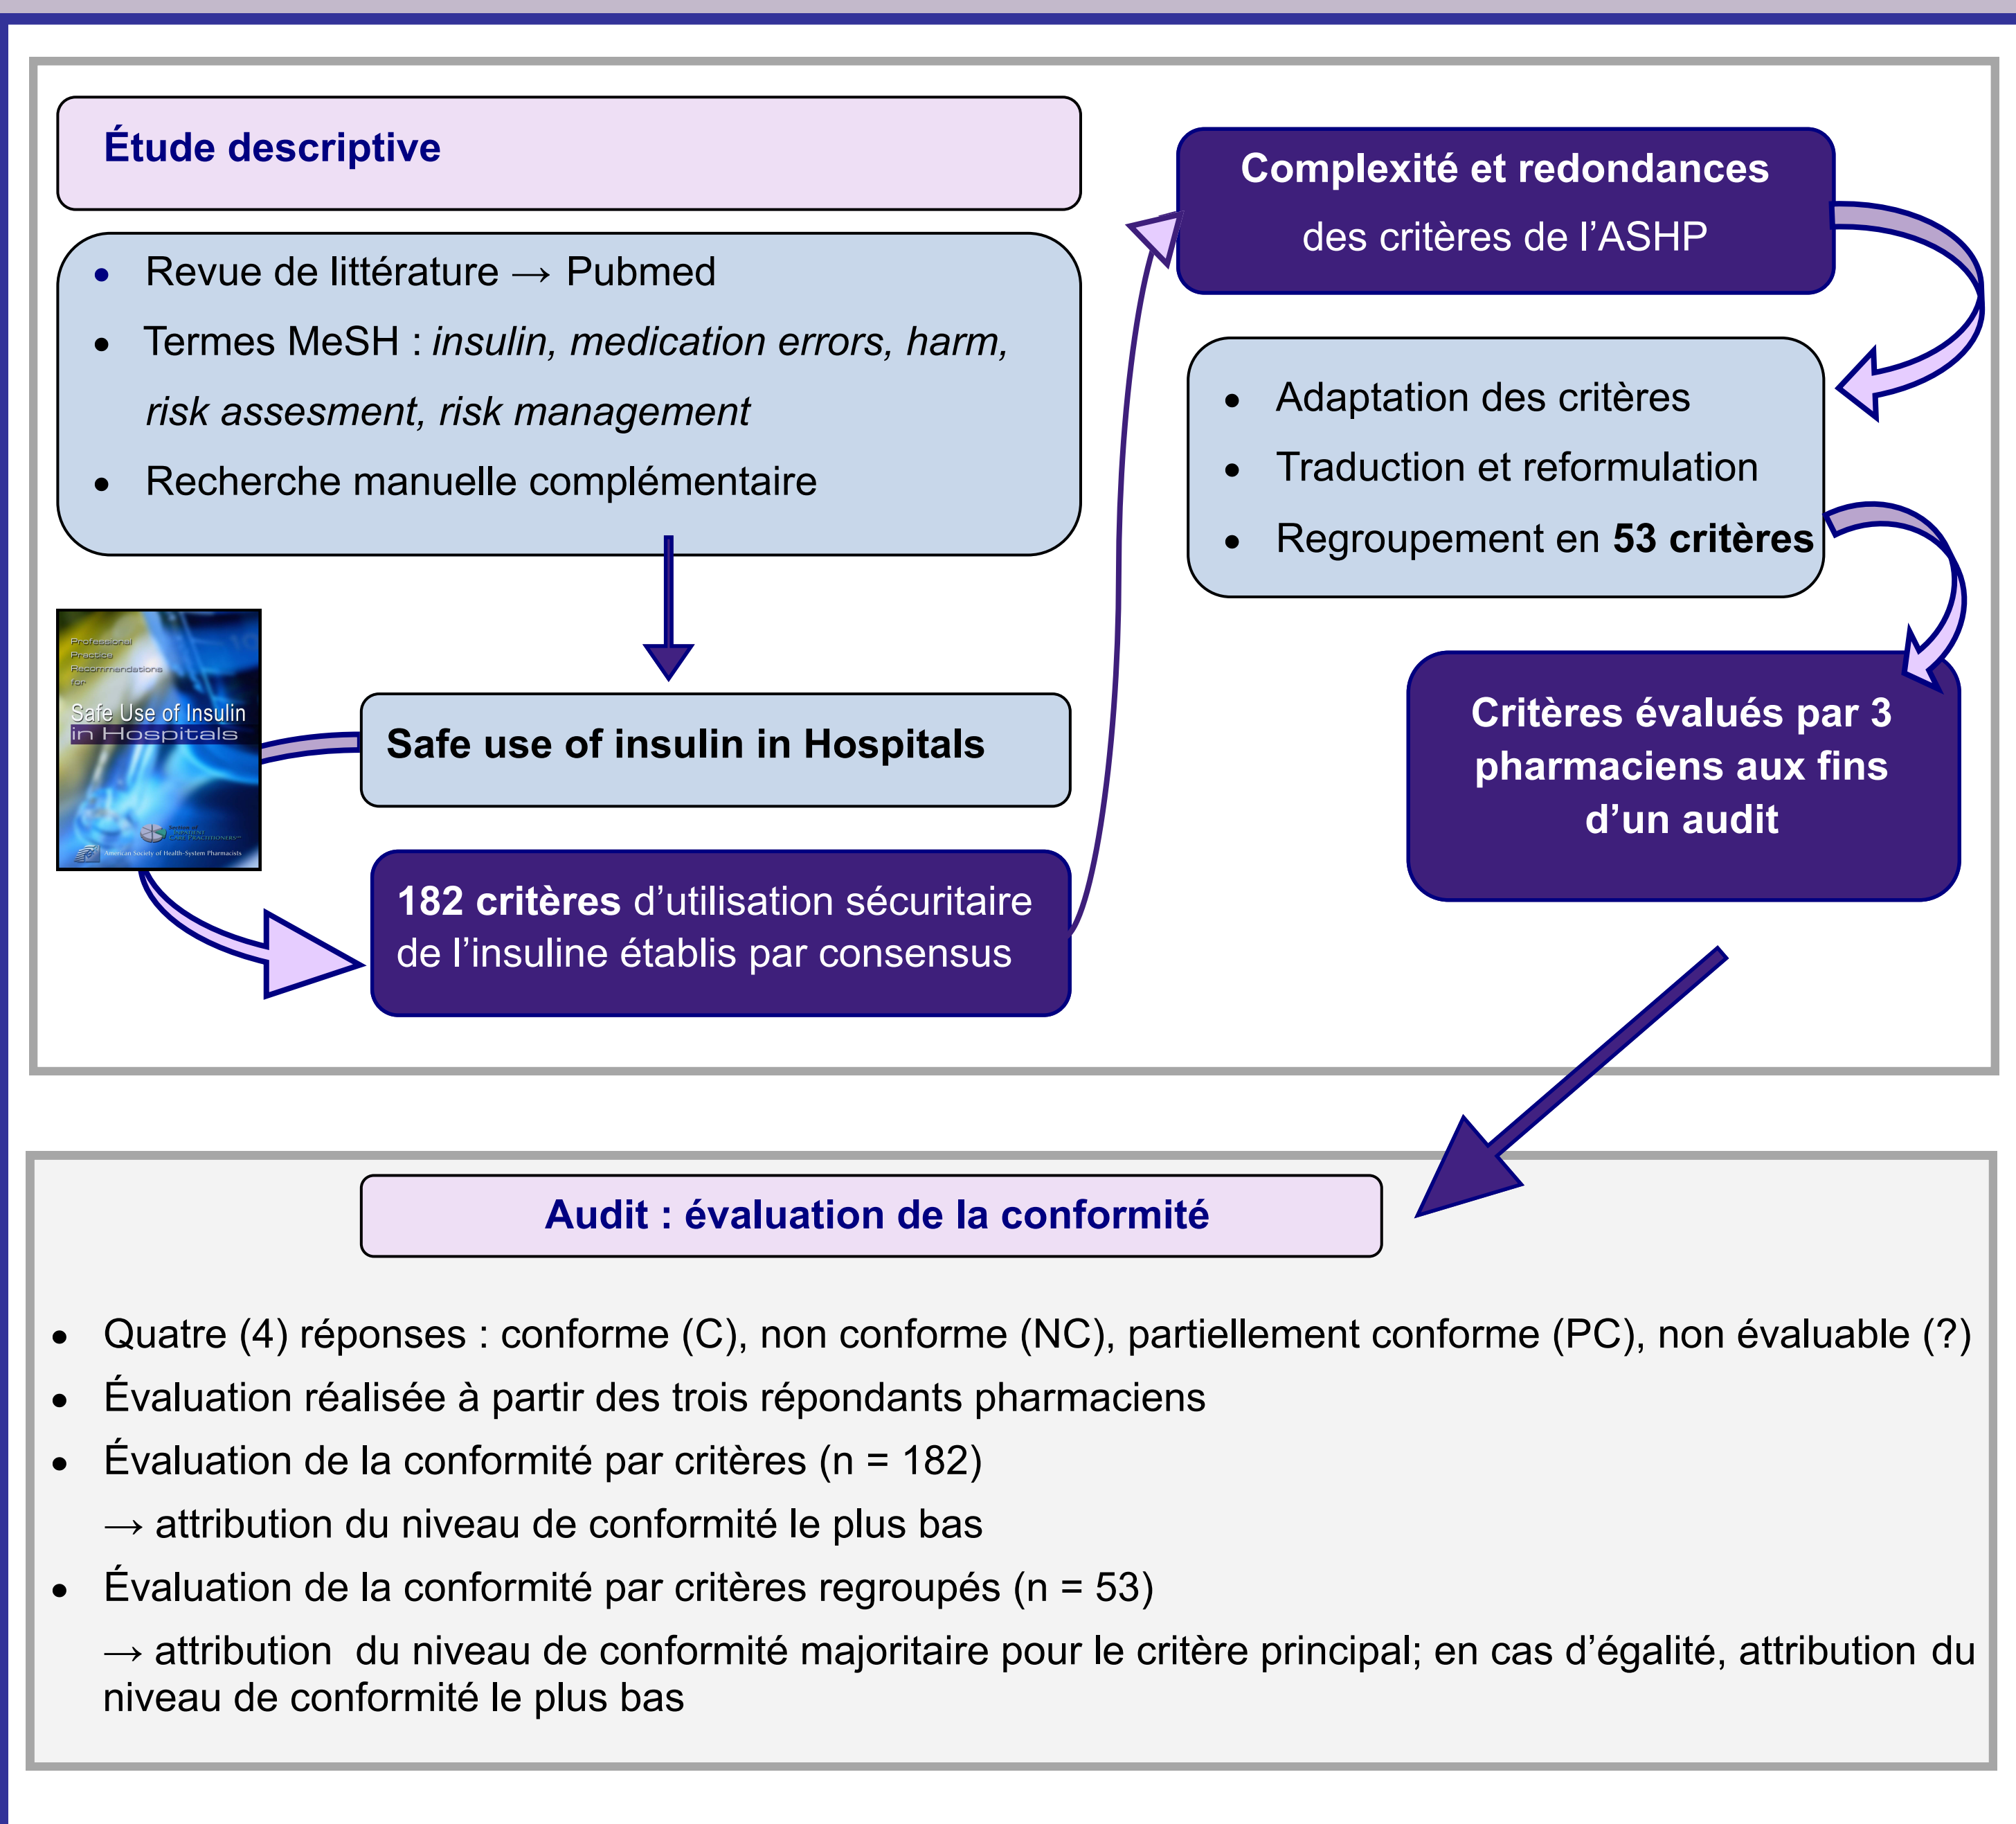 Étude descriptive
• Revue de littérature → Pubmed
• Termes MeSH : insulin, medication errors, harm,
risk assesment, risk management
• Recherche manuelle complémentaire
Professional
Practice
Recommendations
for
Safe Use of Insulin
in Hospitals
American Society of Health-System Pharmacists
Safe use of insulin in Hospitals
182 critères d’utilisation sécuritaire
de l’insuline établis par consensus
Complexité et redondances
des critères de l’ASHP
• Adaptation des critères
• Traduction et reformulation
• Regroupement en 53 critères
Critères évalués par 3
pharmaciens aux fins
d’un audit
Audit : évaluation de la conformité
• Quatre (4) réponses : conforme (C), non conforme (NC), partiellement conforme (PC), non évaluable (?)
• Évaluation réalisée à partir des trois répondants pharmaciens
• Évaluation de la conformité par critères (n = 182)
→ attribution du niveau de conformité le plus bas
• Évaluation de la conformité par critères regroupés (n = 53)
→ attribution du niveau de conformité majoritaire pour le critère principal; en cas d’égalité, attribution du
niveau de conformité le plus bas